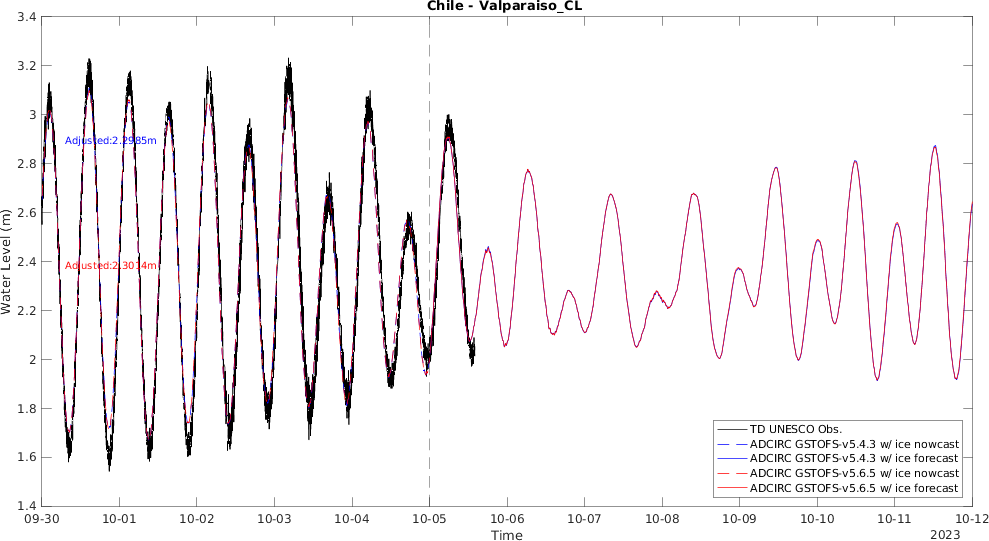 Chile - Valparaiso_CL
3.4
3.2
3
2.8
2.6
2.4
2.2
2
1.8
1.6
1.4
Water Level (m)
Adjusted:2.2985m
Adjusted:2.3014m
TD UNESCO Obs.
ADCIRC GSTOFS-v5.4.3 w/ ice nowcast
ADCIRC GSTOFS-v5.4.3 w/ ice forecast
ADCIRC GSTOFS-v5.6.5 w/ ice nowcast
ADCIRC GSTOFS-v5.6.5 w/ ice forecast
09-30 10-01 10-02 10-03 10-04 10-05 10-06 10-07 10-08 10-09 10-10 10-11 10-12
Time
2023